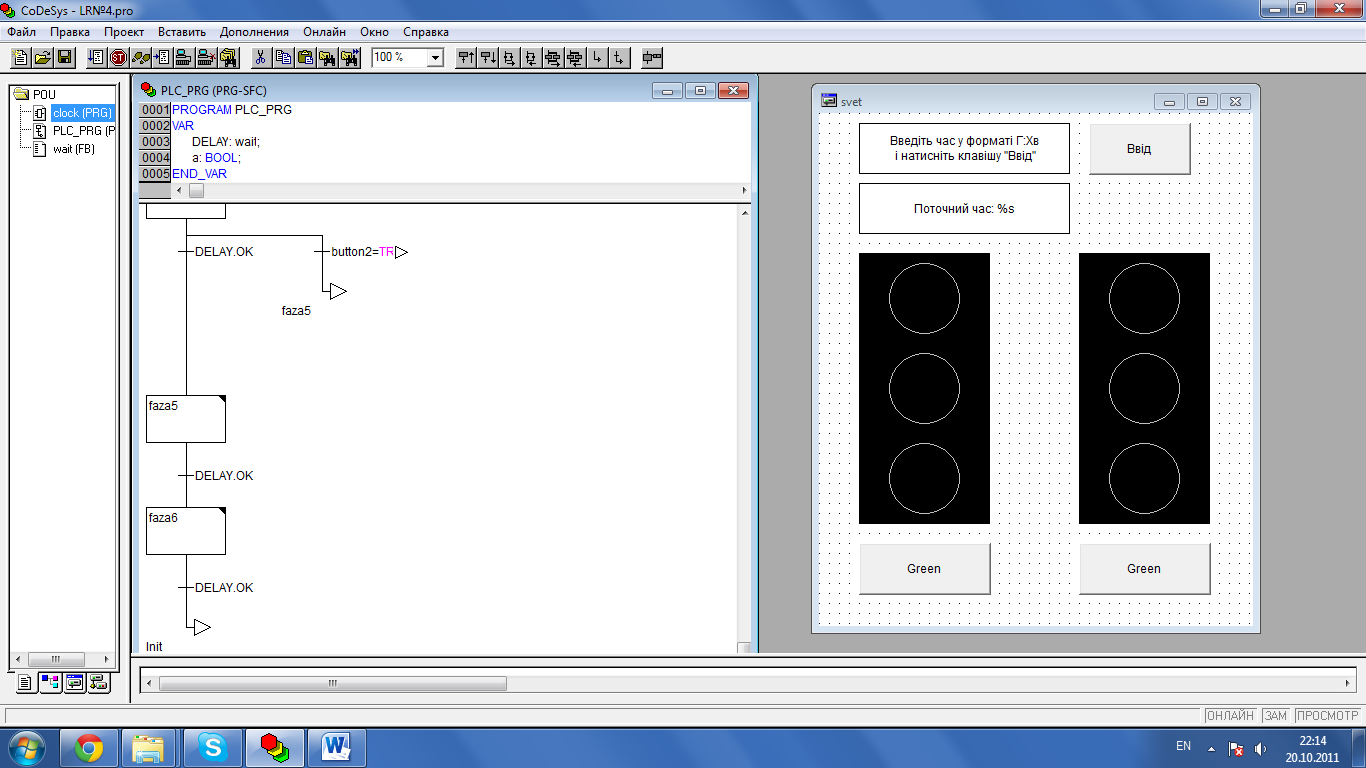 CoDeSys - LRNº4.pro
Файл Правка Проект Вставить Дополнения Онлайн Окно Справка
100 %
POU
clock (PRG)
PLC_PRG (P
wait (FB)
PLC_PRG (PRG-SFC)
0001 PROGRAM PLC_PRG
0002 VAR
0003 DELAY: wait;
0004 a: BOOL;
0005 END_VAR
DELAY.OK
button2=TR
faza5
faza5
DELAY.OK
faza6
DELAY.OK
Init
svet
Введіть час у форматі Г:Хв
і натисніть клавішу "Ввід"
Ввід
Поточний час: %s
Green
Green
ОНЛАЙН ЗАМ ПРОСМОТР
EN
22:14
20.10.2011